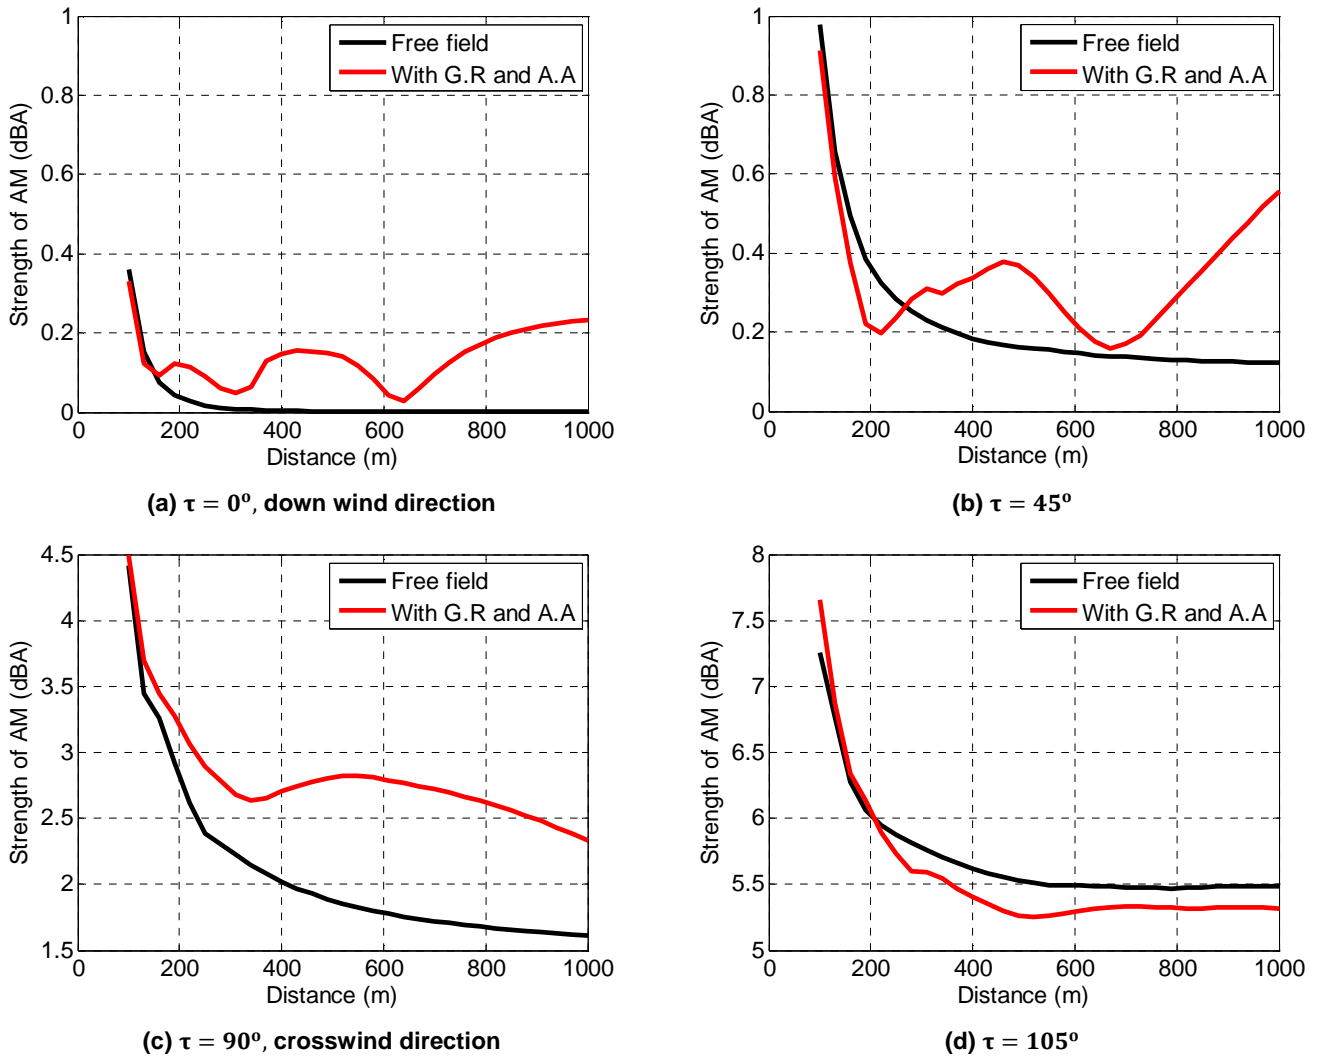 Strength of AM (dBA)
1
0.8
0.6
0.4
0.2
0
Free field
With G.R and A.A
0 200 400 600 800 1000
Distance (m)
(a) τ = 0⁰, down wind direction
Strength of AM (dBA)
1
0.8
0.6
0.4
0.2
0
Free field
With G.R and A.A
0 200 400 600 800 1000
Distance (m)
(b) τ = 45⁰
Strength of AM (dBA)
4.5
4
3.5
3
2.5
2
1.5
Free field
With G.R and A.A
0 200 400 600 800 1000
Distance (m)
(c) τ = 90⁰, crosswind direction
Strength of AM (dBA)
8
7.5
7
6.5
6
5.5
5
Free field
With G.R and A.A
0 200 400 600 800 1000
Distance (m)
(d) τ = 105⁰